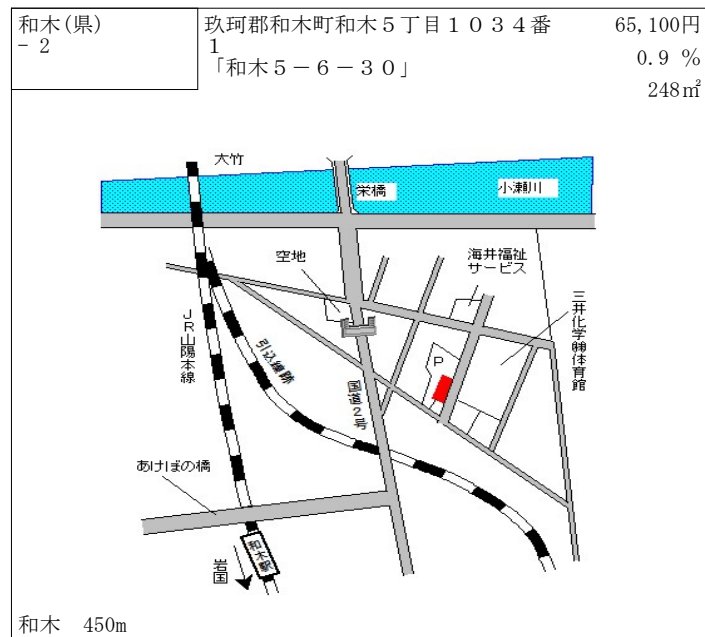 和木(県)
－２
玖珂郡和木町和木５丁目１０３４番
１
「和木５－６－３０」
65,100円
0.9 %
248㎡
大竹
栄橋
小瀬川
空地
海井福祉
サービス
三井化学㈱体育館
ＪＲ山陽本線
引込線跡
国道２号
P
あけぼの橋
和木駅
岩国
和木　450m